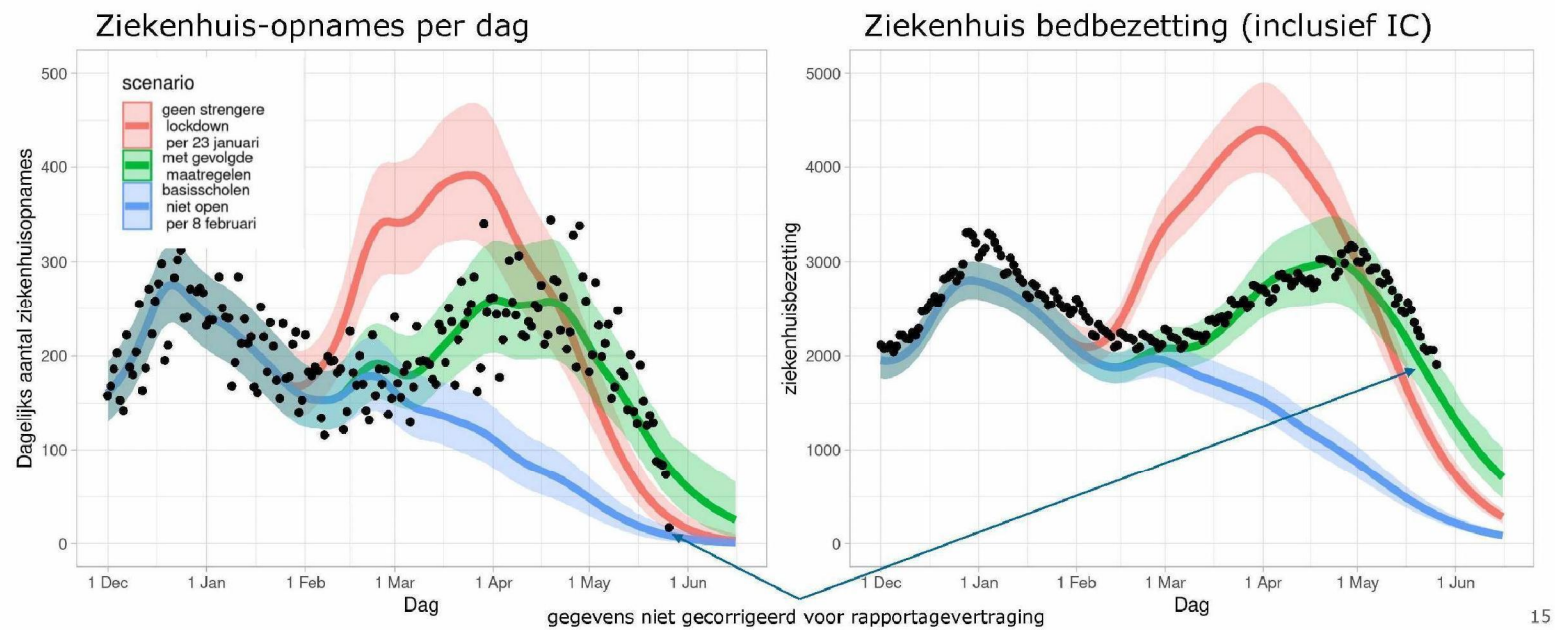 Ziekenhuis-opnames per dag
Dagelijks aantal ziekenhuisopnames
500
400
300
200
100
0
scenario
geen strengere
lockdown
per 23 januari
met gevolgde
maatregelen
basisscholen
niet open
per 8 februari
1 Dec
1 Jan
1 Feb
1 Mar
1 Apr
1 May
1 Jun
Dag
Ziekenhuis bedbezetting (inclusief IC)
ziekenhuisbezetting
5000
4000
3000
2000
1000
0
1 Dec
1 Jan
1 Feb
1 Mar
1 Apr
1 May
1 Jun
Dag
gegevens niet gecorrigeerd voor rapportagevertraging
15